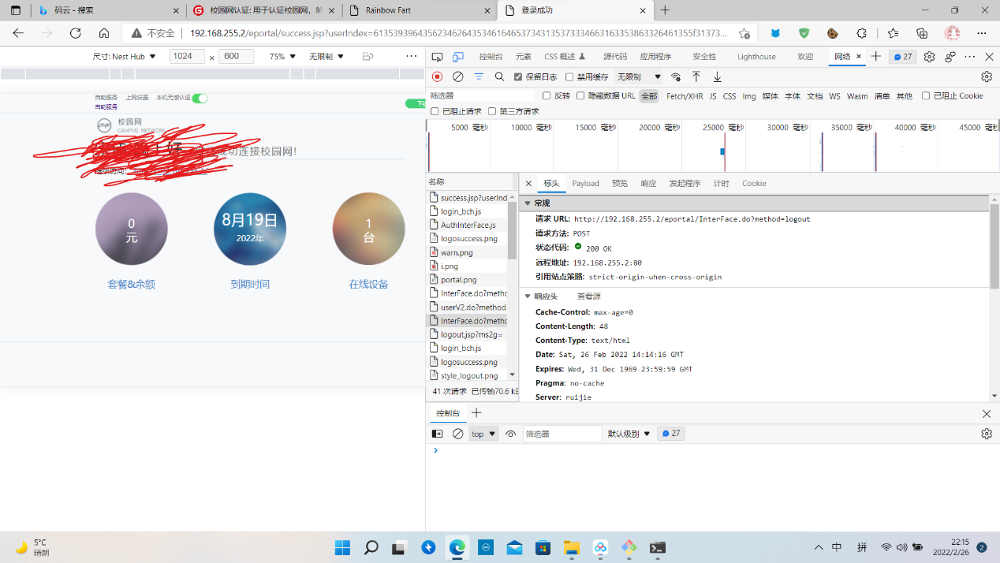 码云 - 搜索
校园网认证: 用于认证校园网，解
Rainbow Fart
登录成功
不安全
192.168.255.2/eportal/success.jsp?userIndex=61353939643562346264353461646537343135373334663163353863326461355f31373...
尺寸: Nest Hub
1024
×
600
75%
无限制
控制台
元素
CSS 概述
源代码
应用程序
安全性
Lighthouse
欢迎
网络
27
保留日志
禁用缓存
无限制
筛选器
反转
隐藏数据 URL
全部
Fetch/XHR
JS
CSS
Img
媒体
字体
文档
WS
Wasm
清单
其他
已阻止 Cookie
已阻止请求
第三方请求
5000 毫秒
10000 毫秒
15000 毫秒
20000 毫秒
25000 毫秒
30000 毫秒
35000 毫秒
40000 毫秒
45000 毫秒
自助服务
上网设置
本机无感认证
自助服务
校园网
CAMPUS NETWORK
上好
成功连接校园网!
0
元
8月19日
2022年
1
台
套餐&余额
到期时间
在线设备
名称
success.jsp?userInd
login_bch.js
AuthInterFace.js
logosuccess.png
warn.png
i.png
portal.png
InterFace.do?metho
userV2.do?method
InterFace.do?metho
logout.jsp?ms2g=
login_bch.js
logosuccess.png
style_logout.png
41 次请求
已传输70.6 kB
标头
Payload
预览
响应
发起程序
计时
Cookie
常规
请求 URL: http://192.168.255.2/eportal/InterFace.do?method=logout
请求方法: POST
状态代码: 200 OK
远程地址: 192.168.255.2:80
引用站点策略: strict-origin-when-cross-origin
响应头
查看源
Cache-Control: max-age=0
Content-Length: 48
Content-Type: text/html
Date: Sat, 26 Feb 2022 14:14:16 GMT
Expires: Wed, 31 Dec 1969 23:59:59 GMT
Pragma: no-cache
Server: ruijie
控制台
top
筛选器
默认级别
27
5°C
晴朗
中
拼
22:15
2022/2/26
2